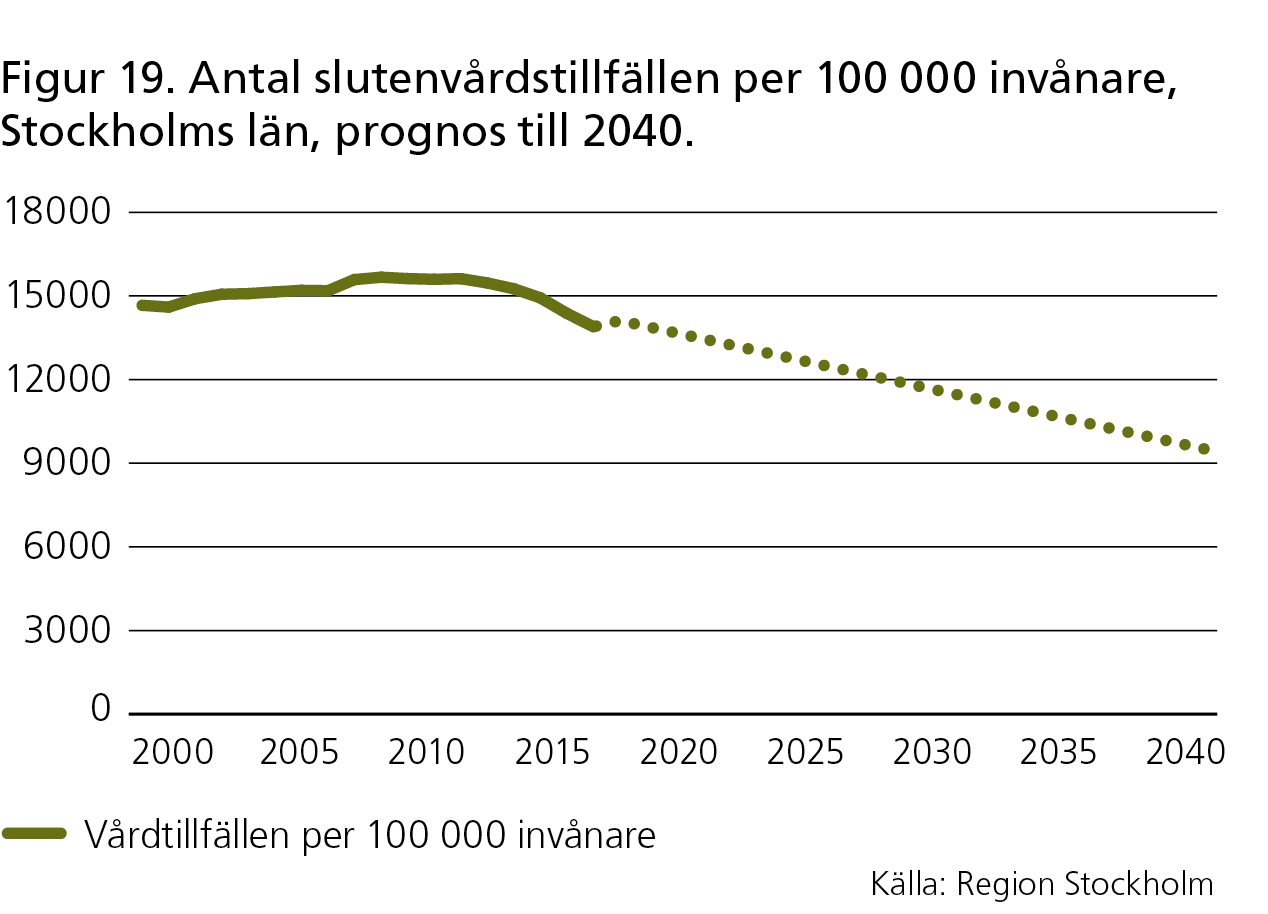 Figur 19. Antal slutenvårdstillfällen per 100 000 invånare,
Stockholms län, prognos till 2040.
18000
15000
12000
9000
6000
3000
0
2000 2005 2010 2015 2020 2025 2030 2035 2040
Vårdtillfällen per 100 000 invånare
Källa: Region Stockholm